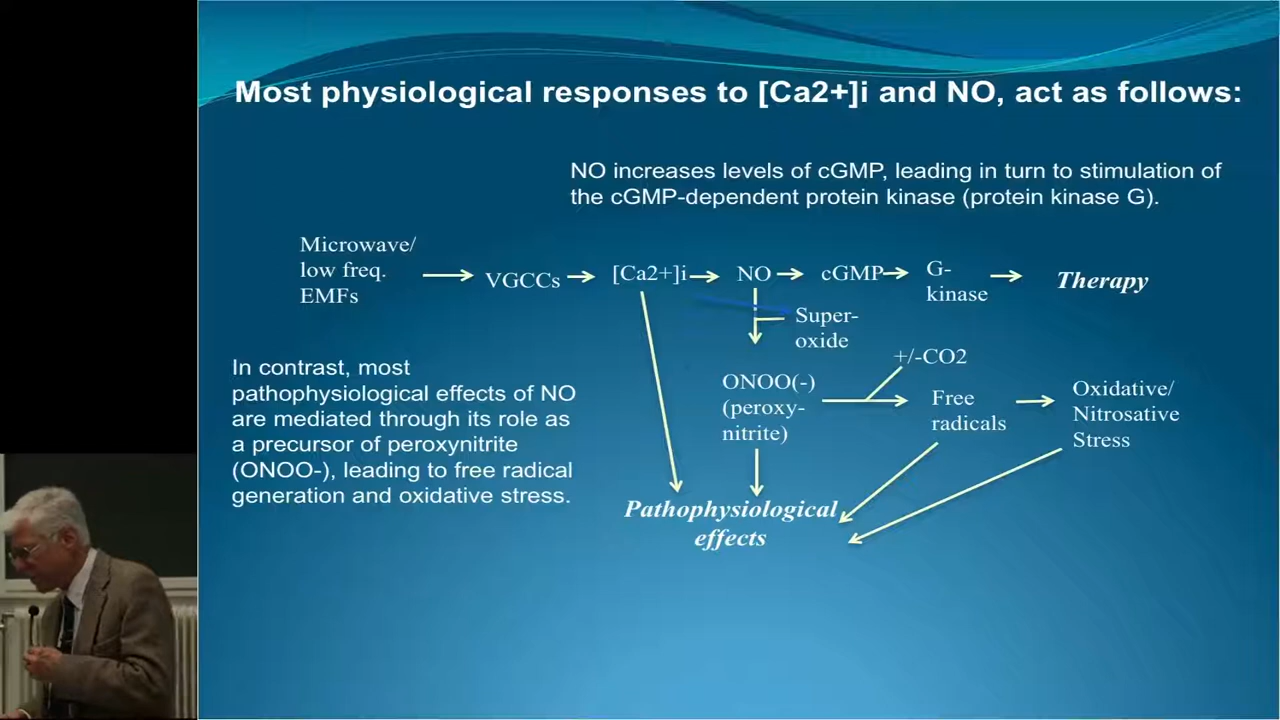 Most physiological responses to [Ca2+]i and NO, act as follows:
NO increases levels of cGMP, leading in turn to stimulation of
the cGMP-dependent protein kinase (protein kinase G).
Microwave/
low freq.
EMFs
VGCCs
[Ca2+]i
NO
cGMP
G-
kinase
Therapy
Super-
oxide
+/-CO2
In contrast, most
pathophysiological effects of NO
are mediated through its role as
a precursor of peroxynitrite
(ONOO-), leading to free radical
generation and oxidative stress.
ONOO(-)
(peroxy-
nitrite)
Free
radicals
Oxidative/
Nitrosative
Stress
Pathophysiological
effects